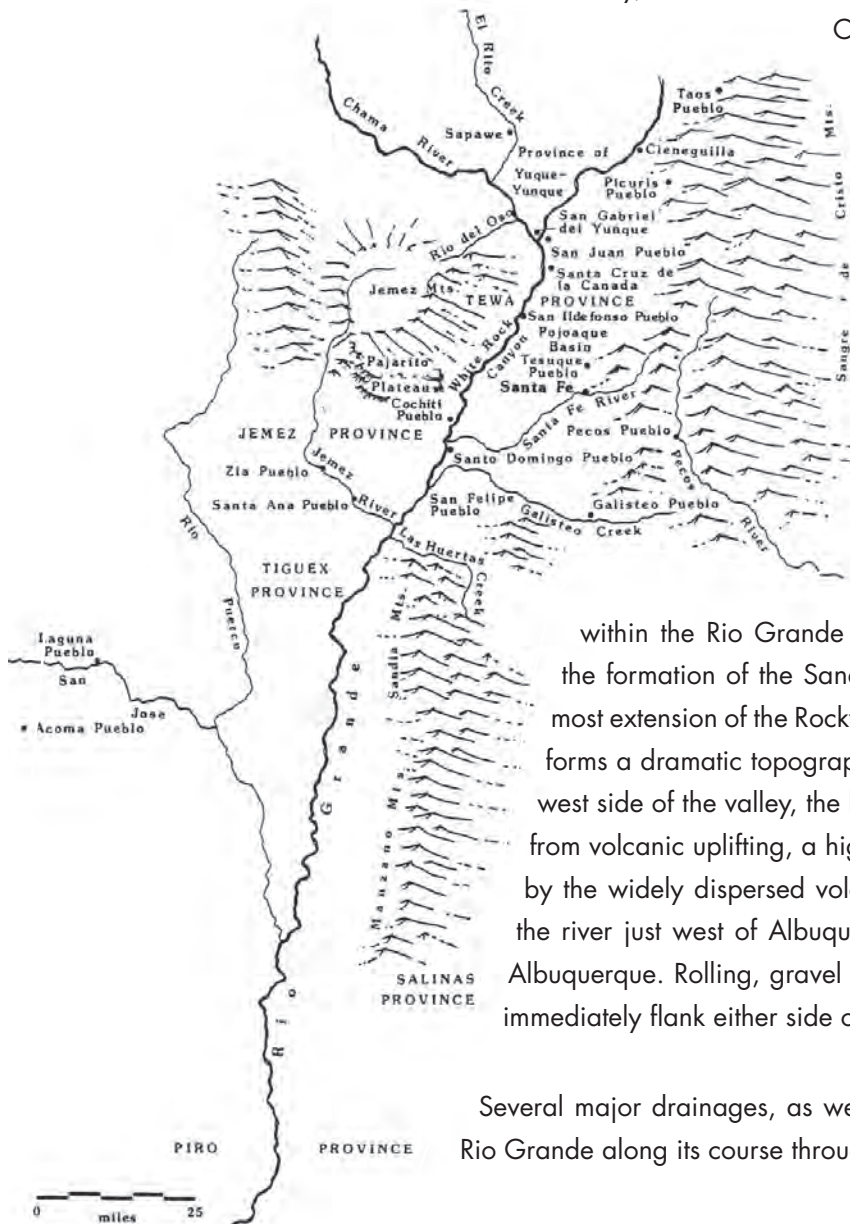 El Rito
Creek
Chama
River
Sapawe
Province of
Yuque-
Yunque
Taos
Pueblo
Cieneguilla
Picuris
Pueblo
Sangre de Cristo Mts.
San Gabriel
del Yunque
Rio del Oso
San Juan Pueblo
Santa Cruz de
la Canada
Jemez Mts.
TEWA PROVINCE
San Ildefonso Pueblo
White Rock
Canyon
Pojoaque
Basin
Tesuque
Pueblo
Pajarito
Plateau
Santa Fe
Cochiti
Pueblo
Santa Fe River
Pecos Pueblo
JEMEZ PROVINCE
Santo Domingo Pueblo
Pecos
River
Zia Pueblo
Jemez
River
Santa Ana Pueblo
San Felipe
Pueblo
Galisteo
Creek
Galisteo Pueblo
Las Huertas
Creek
TIGUEX
PROVINCE
Rio
Puerco
Sandia Mts.
Laguna
Pueblo
San
Jose
Acoma Pueblo
Rio Grande
Manzano Mts.
SALINAS
PROVINCE
PIRO PROVINCE
0 25
miles
within the Rio Grande
the formation of the
most extension of the
forms a dramatic
west side of the valley, the
from volcanic uplifting, a
by the widely dispersed
the river just west of
Albuquerque. Rolling, gravel
immediately flank either side
Several major drainages, as
Rio Grande along its course